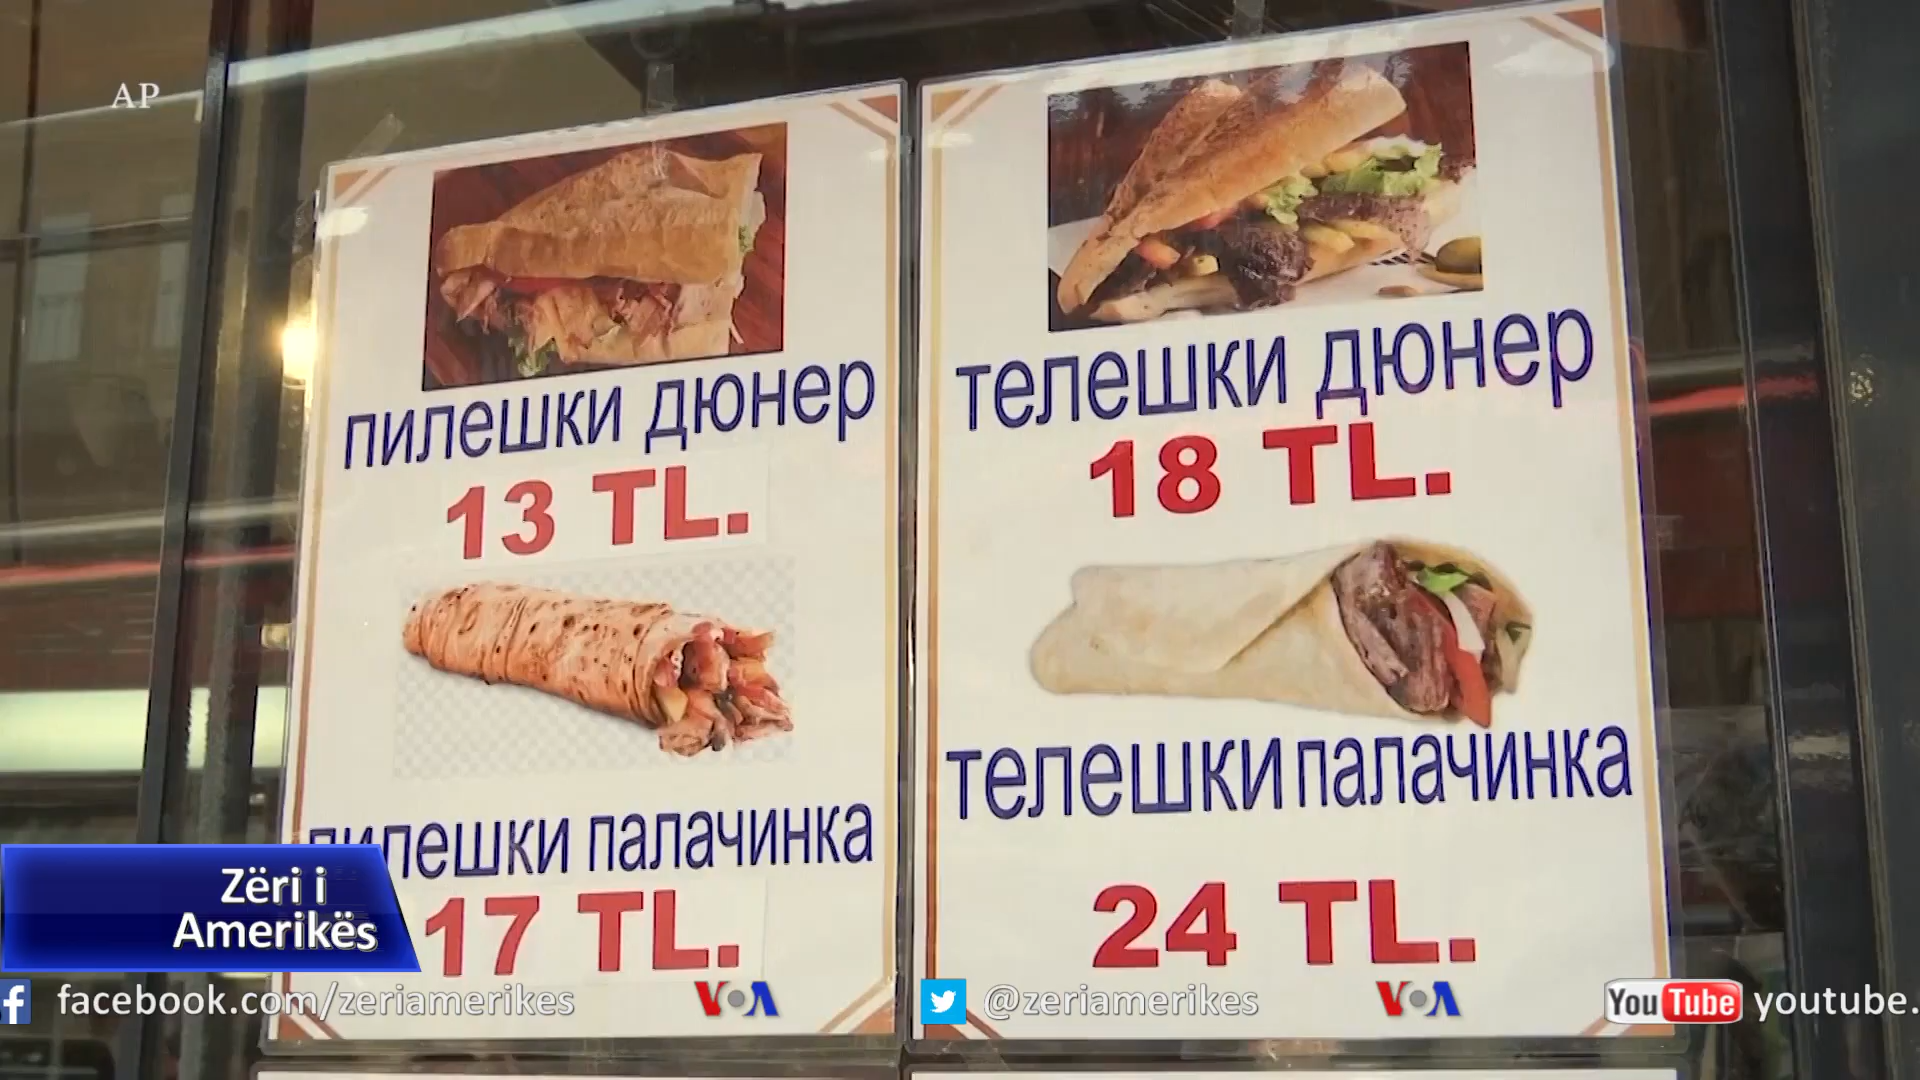 AP
пилешки дюнер
13 TL.
пилешки палачинка
17 TL.
телешки дюнер
18 TL.
телешки палачинка
24 TL.
Zëri i
Amerikës
facebook.com/zeriamerikes
VOA
@zeriamerikes
VOA
YouTube youtube.